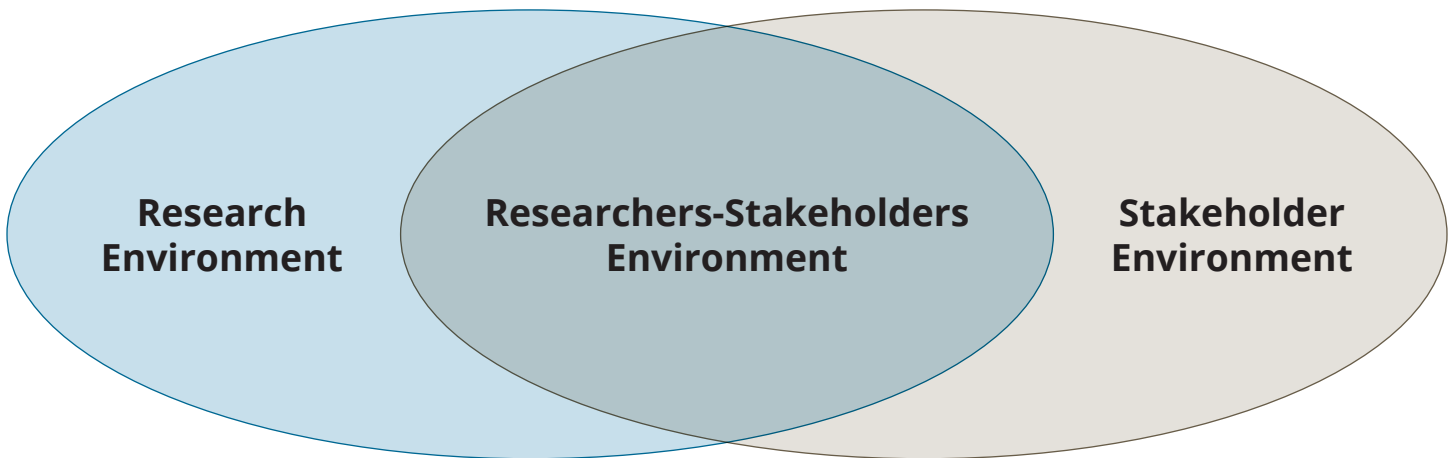 Research
Environment
Researchers-Stakeholders
Environment
Stakeholder
Environment